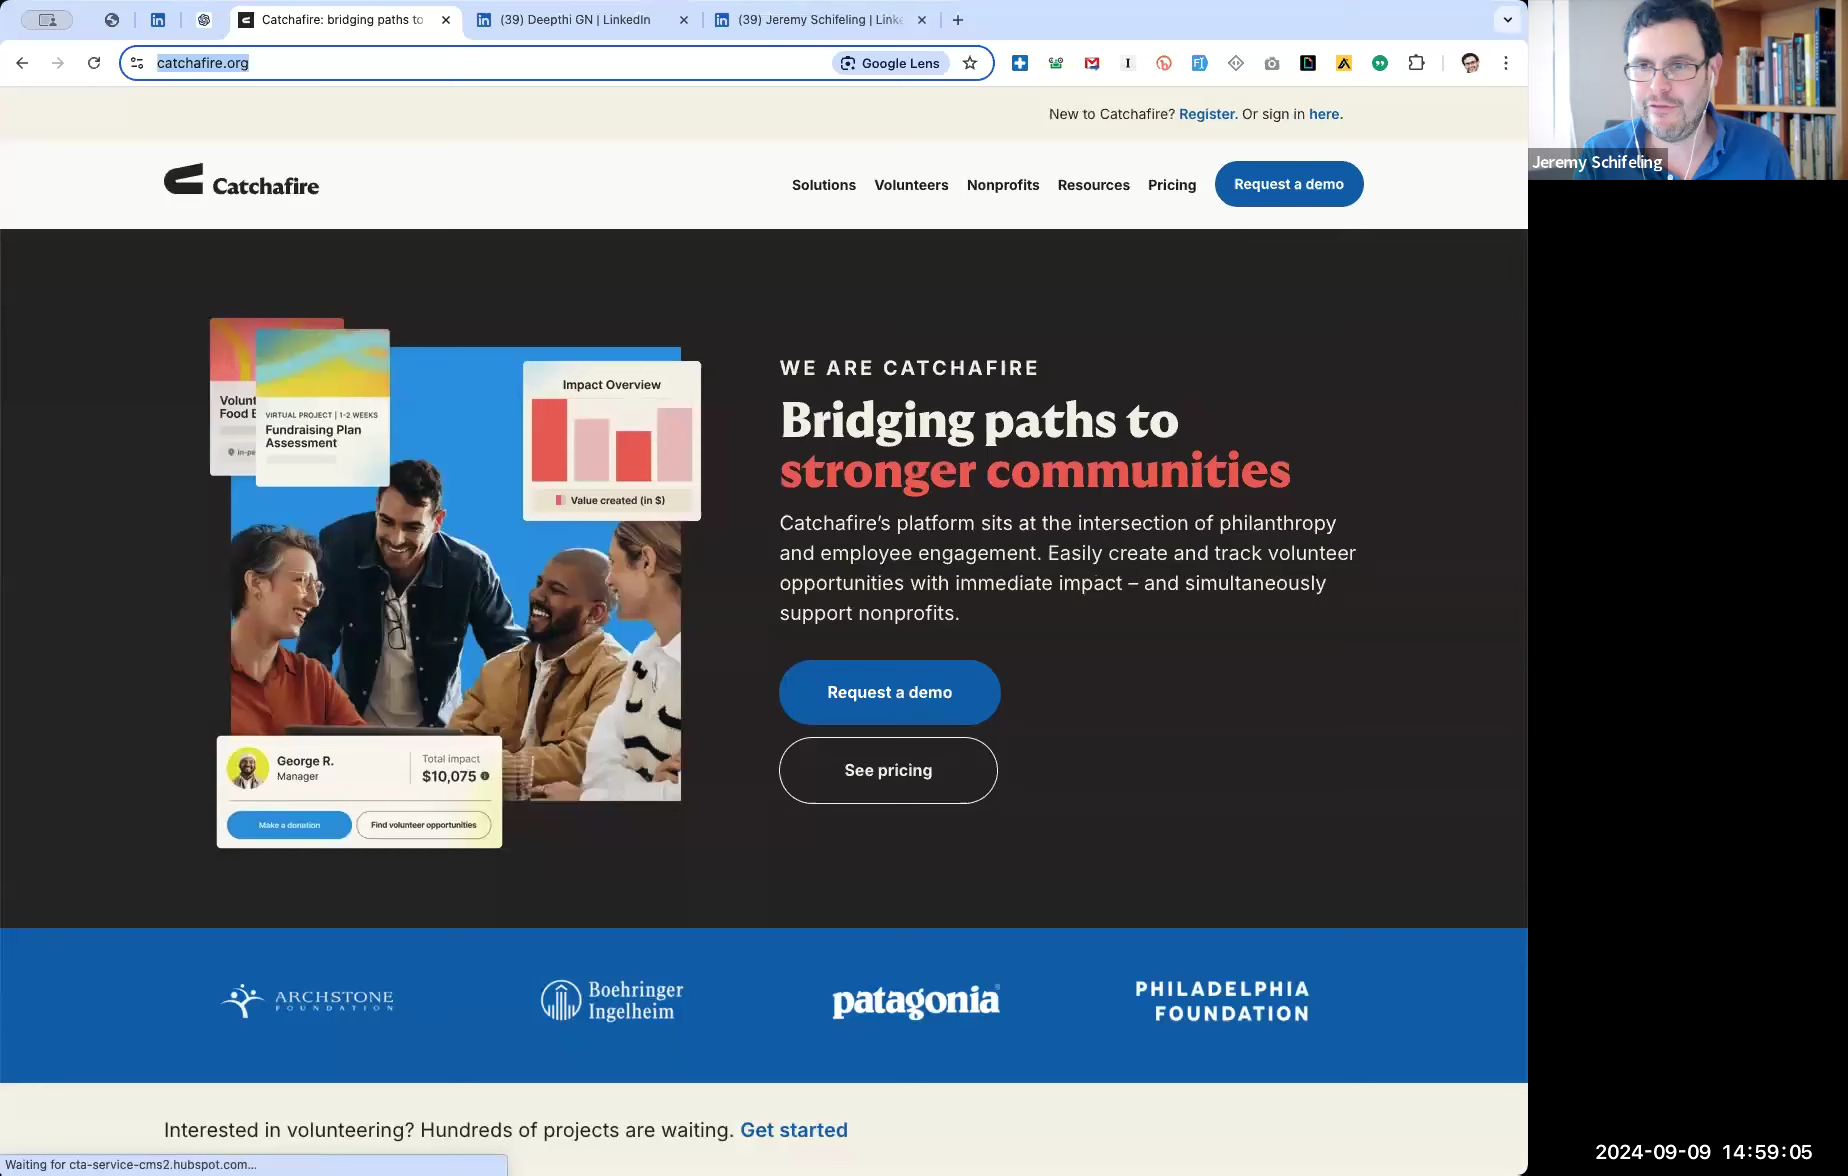 Catchafire: bridging paths to
(39) Deepthi GN | LinkedIn
(39) Jeremy Schifeling | Linke
catchafire.org
Google Lens
New to Catchafire? Register. Or sign in here.
Catchafire
Solutions
Volunteers
Nonprofits
Resources
Pricing
Request a demo
Jeremy Schifeling
Volunt
Food B
in-pe
VIRTUAL PROJECT | 1-2 WEEKS
Fundraising Plan
Assessment
Impact Overview
Value created (in $)
George R.
Manager
Total impact
$10,075
Make a donation
Find volunteer opportunities
WE ARE CATCHAFIRE
Bridging paths to
stronger communities
Catchafire’s platform sits at the intersection of philanthropy
and employee engagement. Easily create and track volunteer
opportunities with immediate impact – and simultaneously
support nonprofits.
Request a demo
See pricing
ARCHSTONE
FOUNDATION
Boehringer
Ingelheim
patagonia
PHILADELPHIA
FOUNDATION
Interested in volunteering? Hundreds of projects are waiting. Get started
Waiting for cta-service-cms2.hubspot.com...
2024-09-09 14:59:05